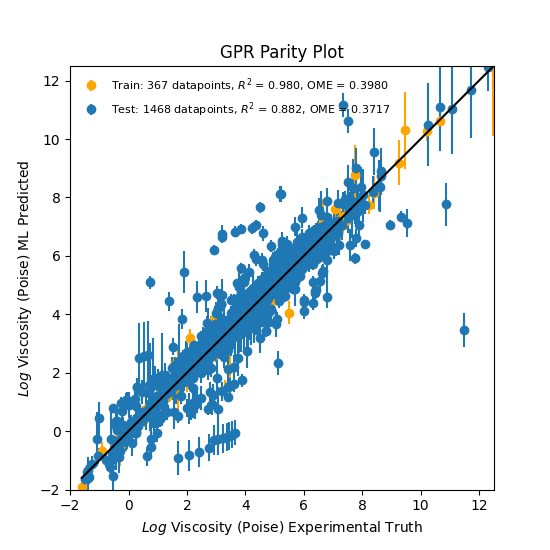 GPR Parity Plot
Train: 367 datapoints, R² = 0.980, OME = 0.3980
Test: 1468 datapoints, R² = 0.882, OME = 0.3717
12
10
8
6
4
2
0
−2
Log Viscosity (Poise) ML Predicted
−2 0 2 4 6 8 10 12
Log Viscosity (Poise) Experimental Truth